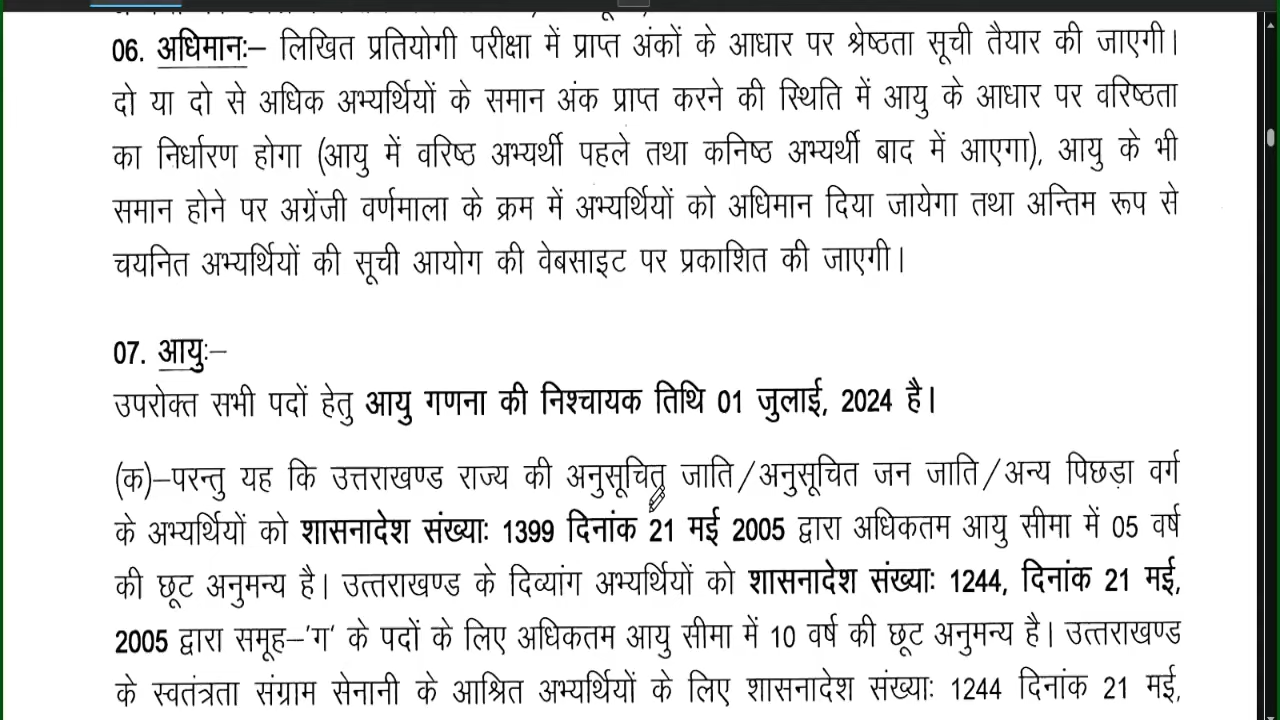 06. अधिमानः– लिखित प्रतियोगी परीक्षा में प्राप्त अंकों के आधार पर श्रेष्ठता सूची तैयार की जाएगी।
दो या दो से अधिक अभ्यर्थियों के समान अंक प्राप्त करने की स्थिति में आयु के आधार पर वरिष्ठता
का निर्धारण होगा (आयु में वरिष्ठ अभ्यर्थी पहले तथा कनिष्ठ अभ्यर्थी बाद में आएगा), आयु के भी
समान होने पर अग्रेंजी वर्णमाला के क्रम में अभ्यर्थियों को अधिमान दिया जायेगा तथा अन्तिम रूप से
चयनित अभ्यर्थियों की सूची आयोग की वेबसाइट पर प्रकाशित की जाएगी।
07. आयुः–
उपरोक्त सभी पदों हेतु आयु गणना की निश्चायक तिथि 01 जुलाई, 2024 है।
(क)–परन्तु यह कि उत्तराखण्ड राज्य की अनुसूचित जाति/अनुसूचित जन जाति/अन्य पिछड़ा वर्ग
के अभ्यर्थियों को शासनादेश संख्याः 1399 दिनांक 21 मई 2005 द्वारा अधिकतम आयु सीमा में 05 वर्ष
की छूट अनुमन्य है। उत्तराखण्ड के दिव्यांग अभ्यर्थियों को शासनादेश संख्याः 1244, दिनांक 21 मई,
2005 द्वारा समूह–'ग' के पदों के लिए अधिकतम आयु सीमा में 10 वर्ष की छूट अनुमन्य है। उत्तराखण्ड
के स्वतंत्रता संग्राम सेनानी के आश्रित अभ्यर्थियों के लिए शासनादेश संख्याः 1244 दिनांक 21 मई,